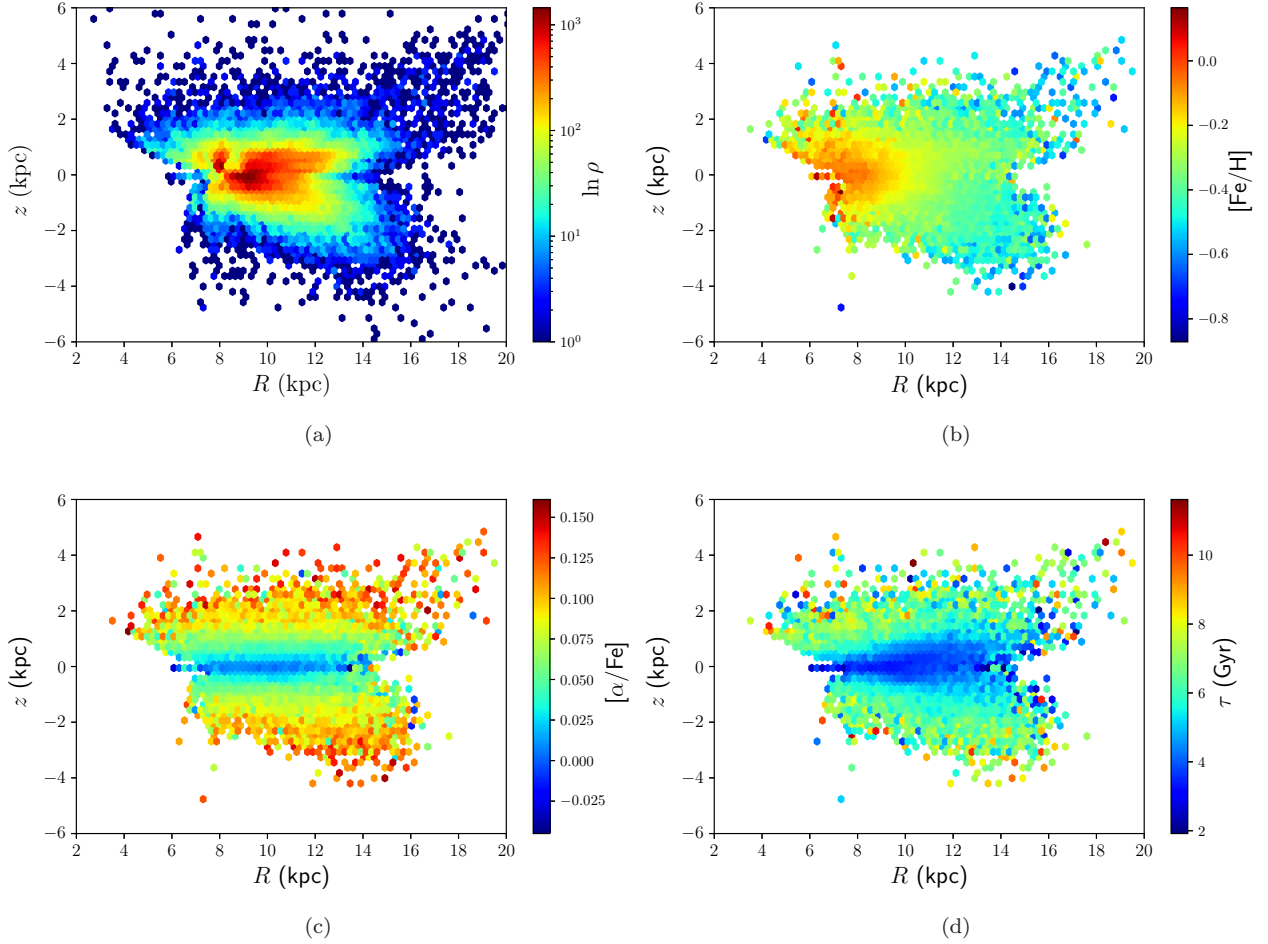 6
4
2
0
−2
−4
−6
z (kpc)
2 4 6 8 10 12 14 16 18 20
R (kpc)
10³
10²
10¹
10⁰
ln ρ
(a)
6
4
2
0
−2
−4
−6
z (kpc)
2 4 6 8 10 12 14 16 18 20
R (kpc)
0.0
−0.2
−0.4
−0.6
−0.8
[Fe/H]
(b)
6
4
2
0
−2
−4
−6
z (kpc)
2 4 6 8 10 12 14 16 18 20
R (kpc)
0.150
0.125
0.100
0.075
0.050
0.025
0.000
−0.025
[α/Fe]
(c)
6
4
2
0
−2
−4
−6
z (kpc)
2 4 6 8 10 12 14 16 18 20
R (kpc)
10
8
6
4
2
τ (Gyr)
(d)